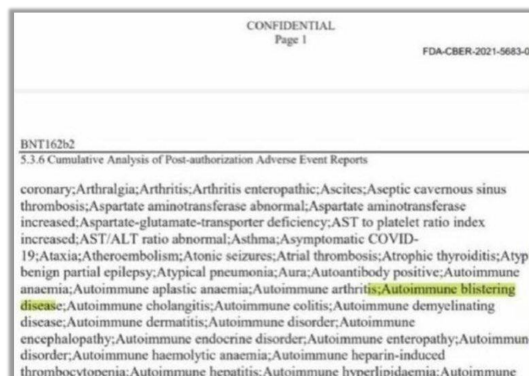 CONFIDENTIAL
Page 1
FDA-CBER-2021-5683-0
BNT162b2
5.3.6 Cumulative Analysis of Post-authorization Adverse Event Reports
coronary;Arthralgia;Arthritis;Arthritis enteropathic;Ascites;Aseptic cavernous sinus
thrombosis;Aspartate aminotransferase abnormal;Aspartate aminotransferase
increased;Aspartate-glutamate-transporter deficiency;AST to platelet ratio index
increased;AST/ALT ratio abnormal;Asthma;Asymptomatic COVID-
19;Ataxia;Atheroembolism;Atonic seizures;Atrial thrombosis;Atrophic thyroiditis;Atyp
benign partial epilepsy;Atypical pneumonia;Aura;Autoantibody positive;Autoimmune
anaemia;Autoimmune aplastic anaemia;Autoimmune arthritis;Autoimmune blistering
disease;Autoimmune cholangitis;Autoimmune colitis;Autoimmune demyelinating
disease;Autoimmune dermatitis;Autoimmune disorder;Autoimmune
encephalopathy;Autoimmune endocrine disorder;Autoimmune enteropathy;Autoimmun
disorder;Autoimmune haemolytic anaemia;Autoimmune heparin-induced
thrombocytopenia;Autoimmune hepatitis;Autoimmune hyperlipidaemia;Autoimmune